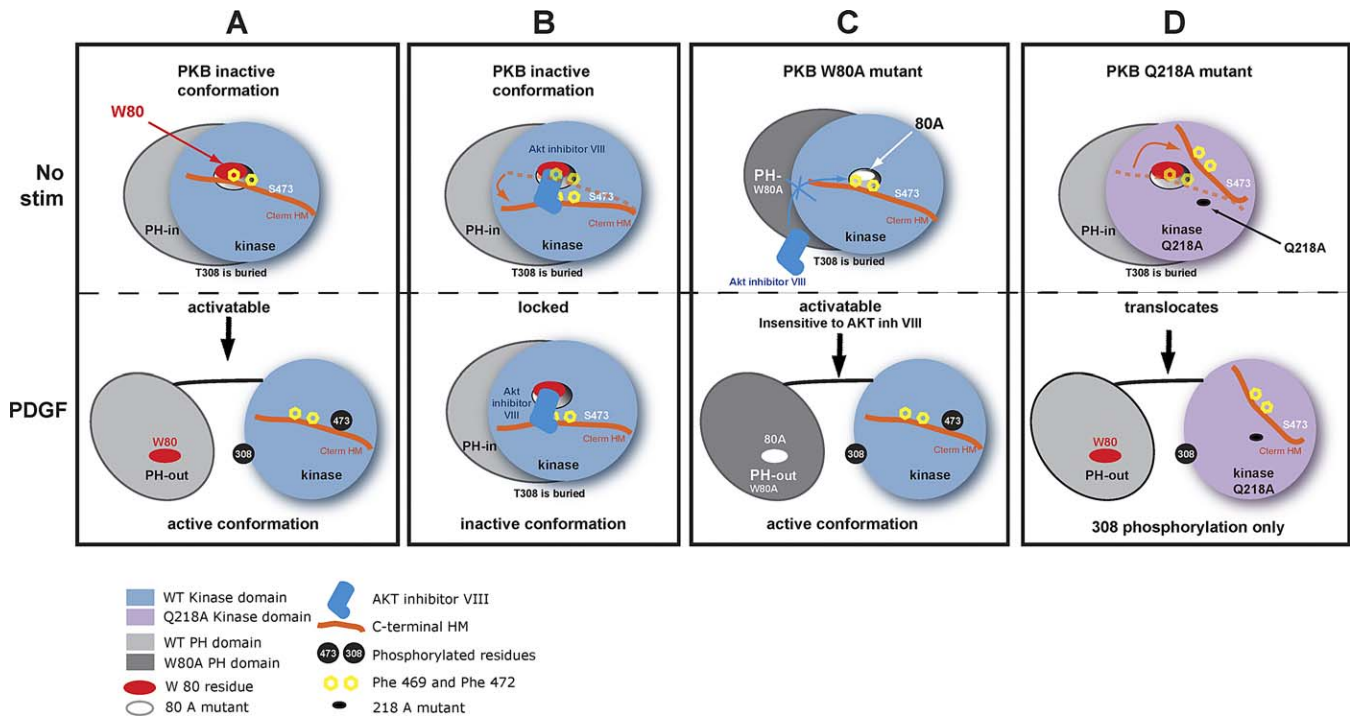 A
B
C
D
No
stim
PKB inactive
conformation
W80
S473
Cterm HM
PH-in
kinase
T308 is buried
PKB inactive
conformation
Akt inhibitor VIII
S473
Cterm HM
PH-in
kinase
T308 is buried
PKB W80A mutant
80A
PH-
W80A
S473
Cterm HM
kinase
T308 is buried
Akt inhibitor VIII
PKB Q218A mutant
S473
Cterm HM
PH-in
kinase
Q218A
Q218A
T308 is buried
PDGF
activatable
W80
PH-out
308
473
Cterm HM
kinase
active conformation
locked
Akt
inhibitor
VIII
S473
Cterm HM
PH-in
kinase
T308 is buried
inactive conformation
activatable
Insensitive to AKT inh VIII
80A
PH-out
W80A
308
473
Cterm HM
kinase
active conformation
translocates
W80
PH-out
308
S473
Cterm HM
kinase
Q218A
308 phosphorylation only
WT Kinase domain
Q218A Kinase domain
WT PH domain
W80A PH domain
W 80 residue
80 A mutant
AKT inhibitor VIII
C-terminal HM
473 308 Phosphorylated residues
Phe 469 and Phe 472
218 A mutant